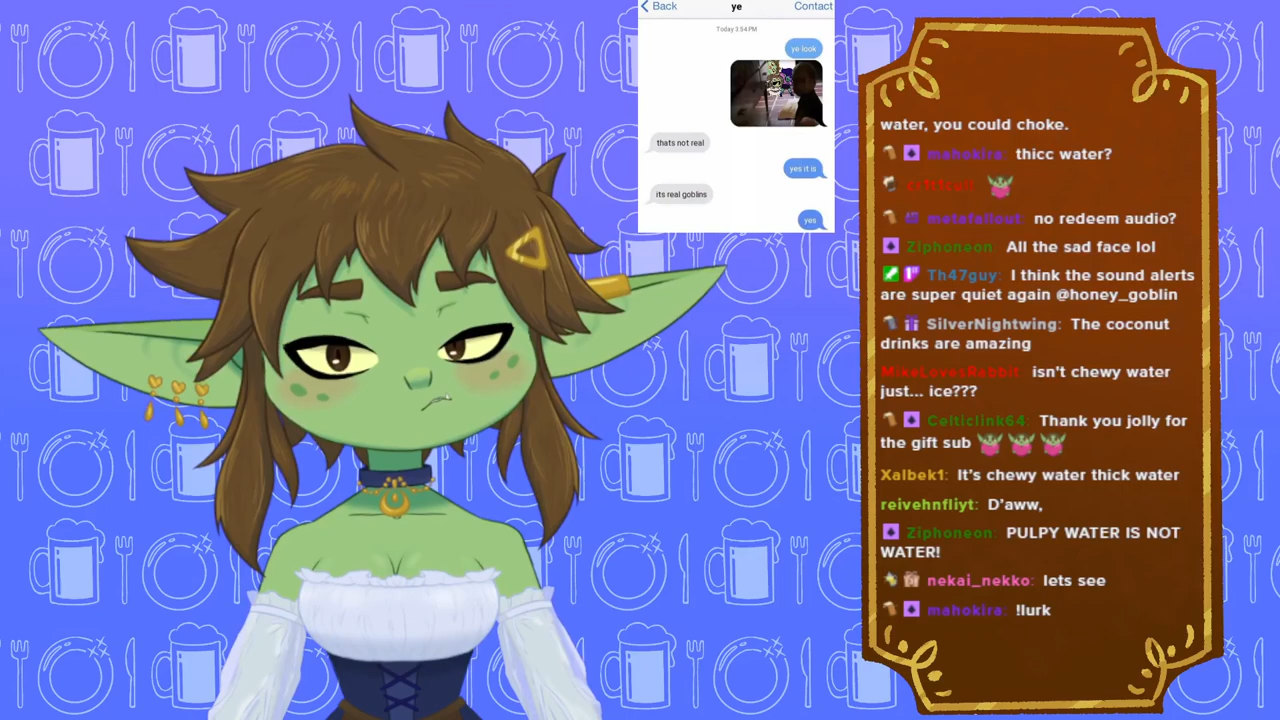 Back
ye
Contact
Today 3:54 PM
ye look
thats not real
yes it is
its real goblins
yes
water, you could choke.
mahokira: thicc water?
metafallout: no redeem audio?
Ziphoneon: All the sad face lol
Th47guy: I think the sound alerts
are super quiet again @honey_goblin
SilverNightwing: The coconut
drinks are amazing
MikeLovesRabbit: isn't chewy water
just... ice???
Celticlink64: Thank you jolly for
the gift sub
Xalbek1: It's chewy water thick water
reivehnfliyt: D'aww,
Ziphoneon: PULPY WATER IS NOT
WATER!
nekai_nekko: lets see
mahokira: !lurk